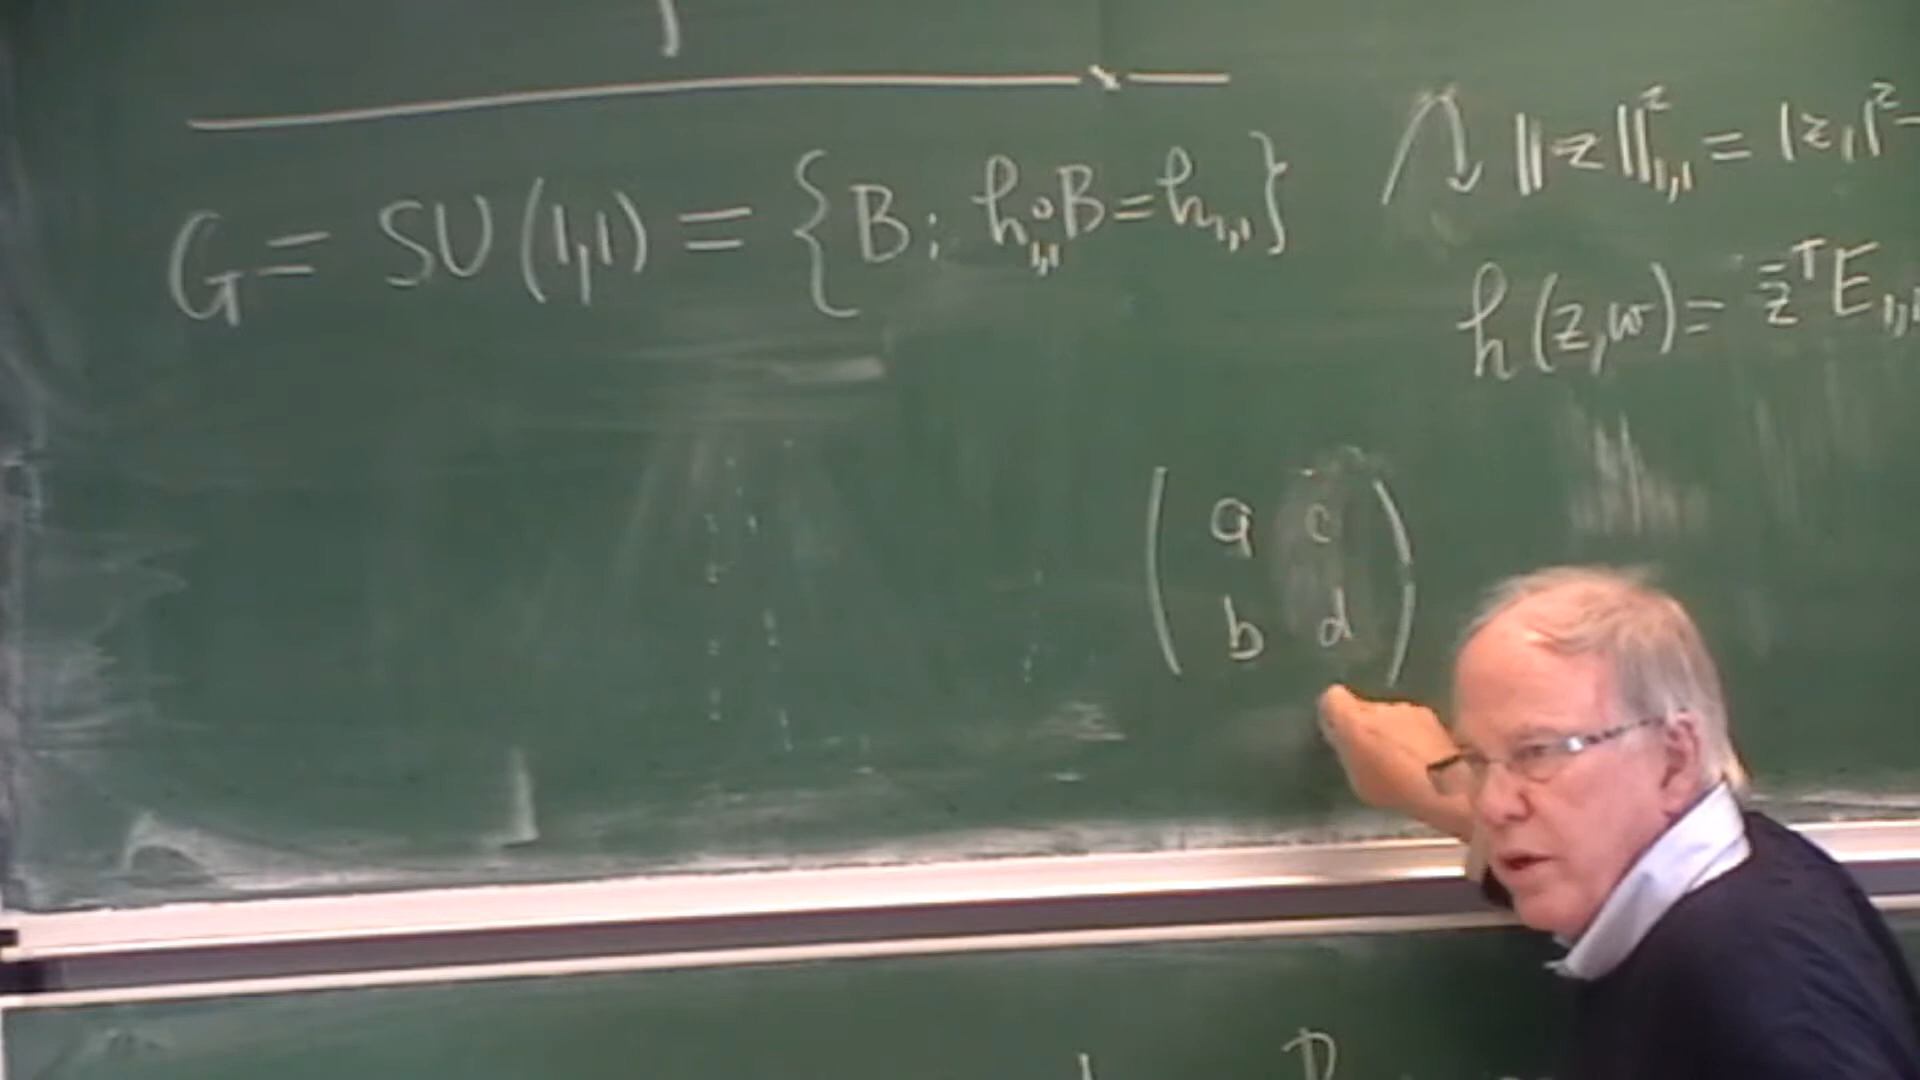 G = SU(1,1) = {B; h₁,₁∘B = h₁,₁}
‖z‖²₁,₁ = |z₁|² -
h(z,w) = z̄ᵀE₁,₁
( a c
b d )